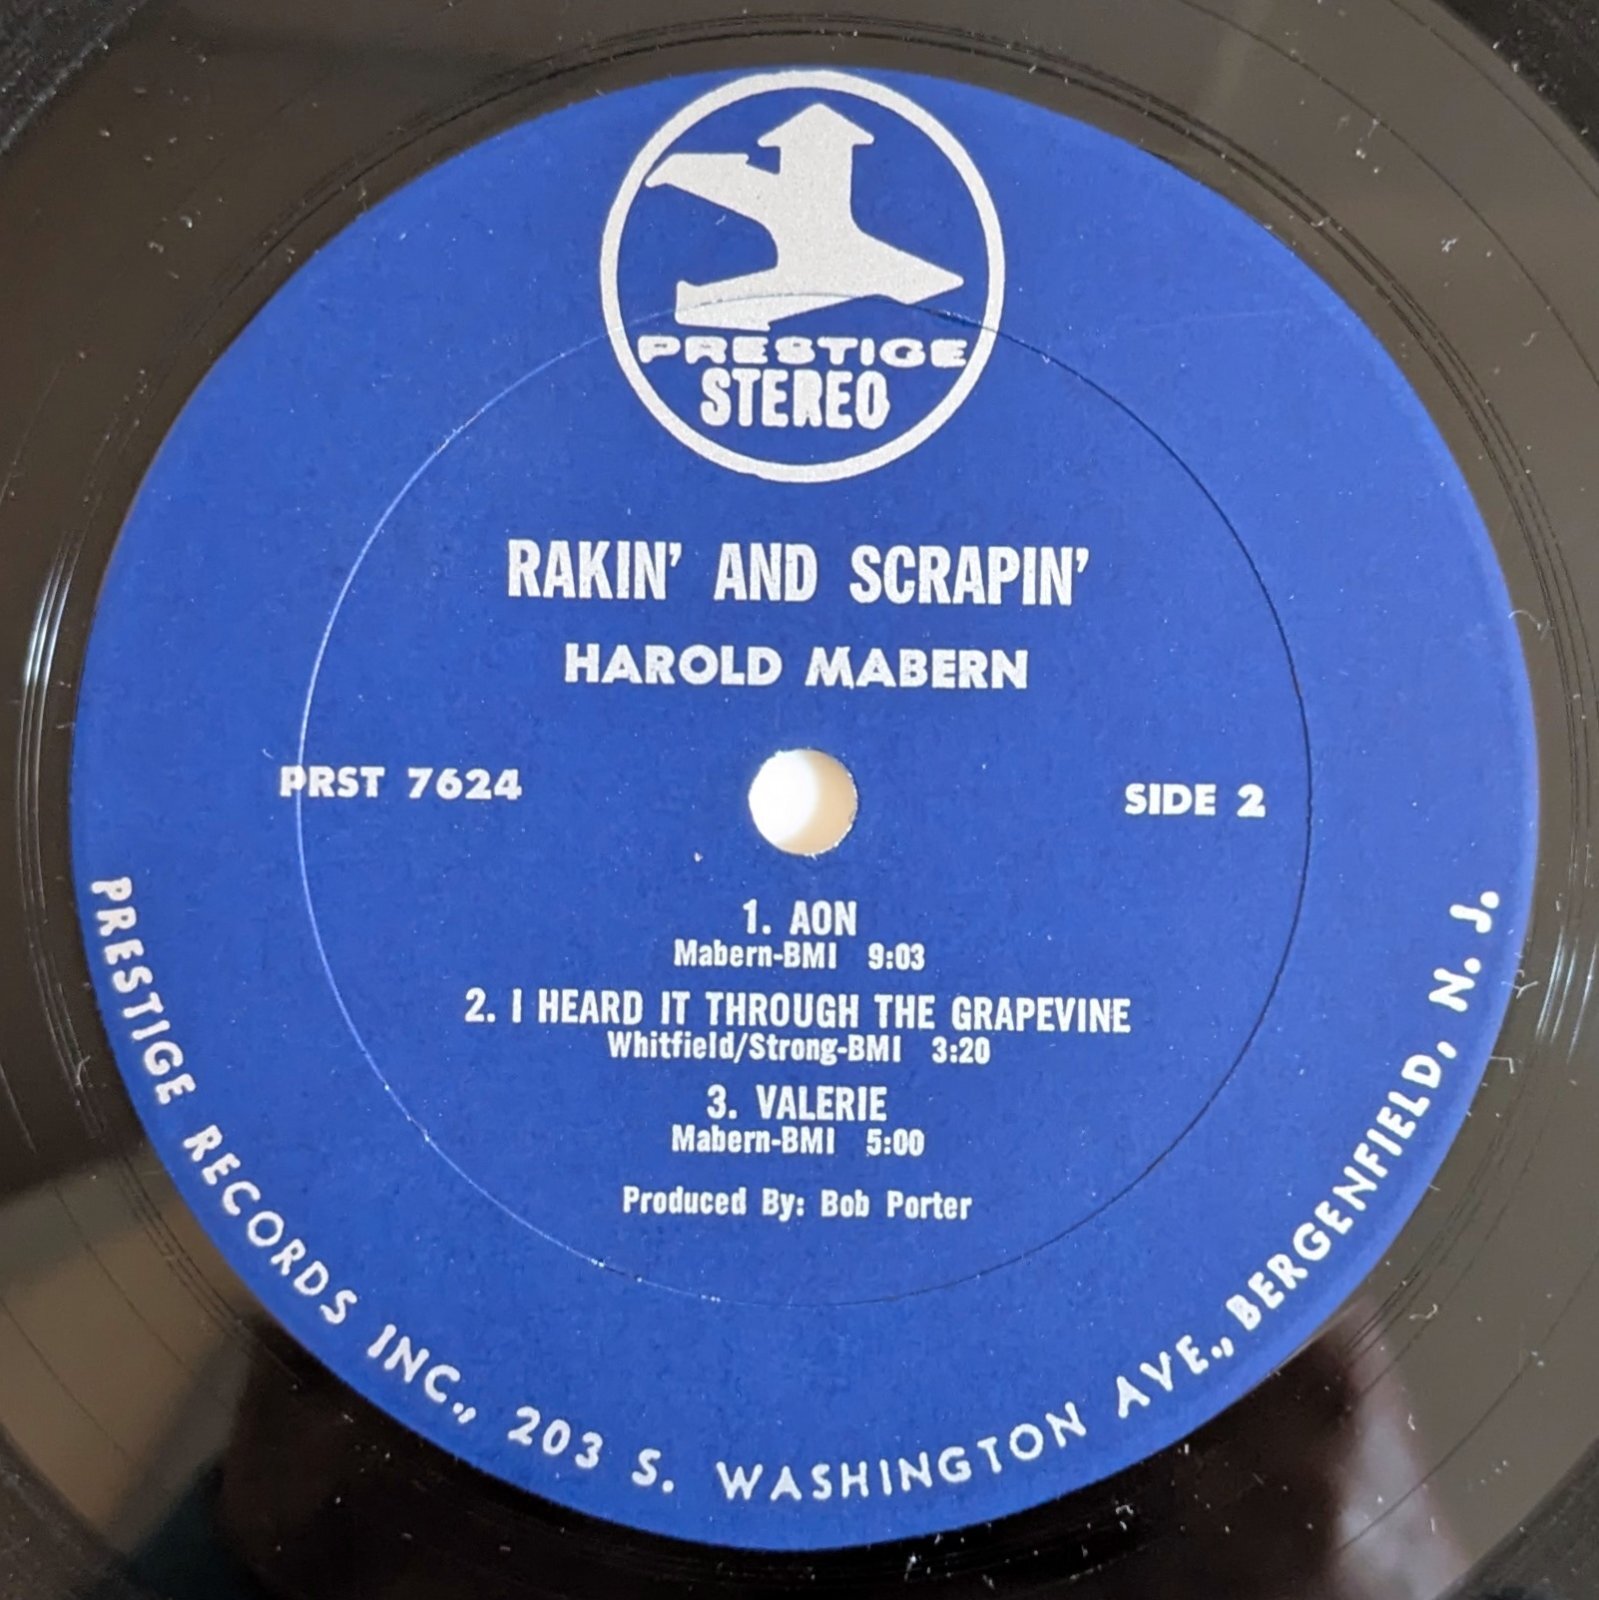 PRESTIGE
STEREO
RAKIN' AND SCRAPIN'
HAROLD MABERN
PRST 7624
SIDE 2
1. AON
Mabern-BMI 9:03
2. I HEARD IT THROUGH THE GRAPEVINE
Whitfield/Strong-BMI 3:20
3. VALERIE
Mabern-BMI 5:00
Produced By: Bob Porter
PRESTIGE RECORDS INC., 203 S. WASHINGTON AVE., BERGENFIELD, N. J.